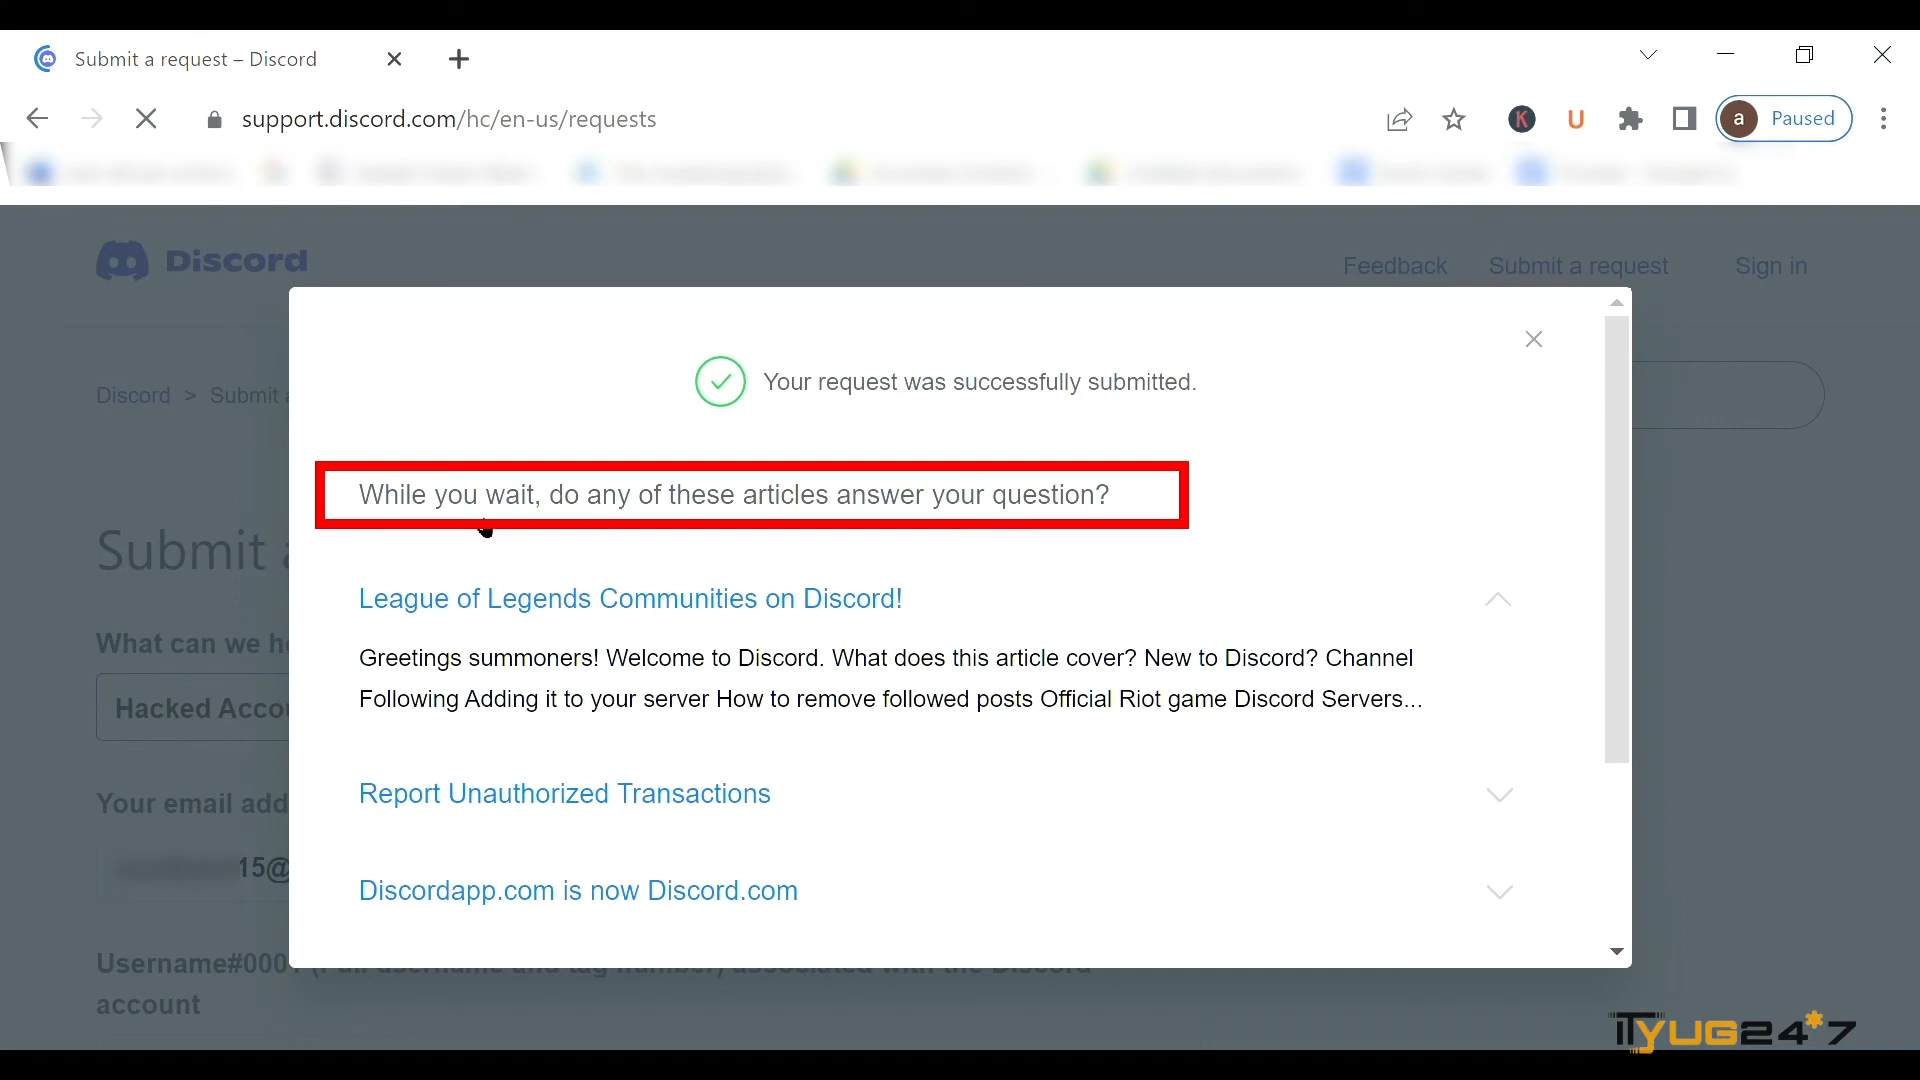 Submit a request – Discord
support.discord.com/hc/en-us/requests
K
U
a
Paused
Discord
Feedback
Submit a request
Sign in
Discord > Submit
Your request was successfully submitted.
While you wait, do any of these articles answer your question?
Submit
League of Legends Communities on Discord!
What can we
Greetings summoners! Welcome to Discord. What does this article cover? New to Discord? Channel
Following Adding it to your server How to remove followed posts Official Riot game Discord Servers...
Hacked Accou
Report Unauthorized Transactions
Your email add
15@
Discordapp.com is now Discord.com
Username#000
account
iTYUG24*7